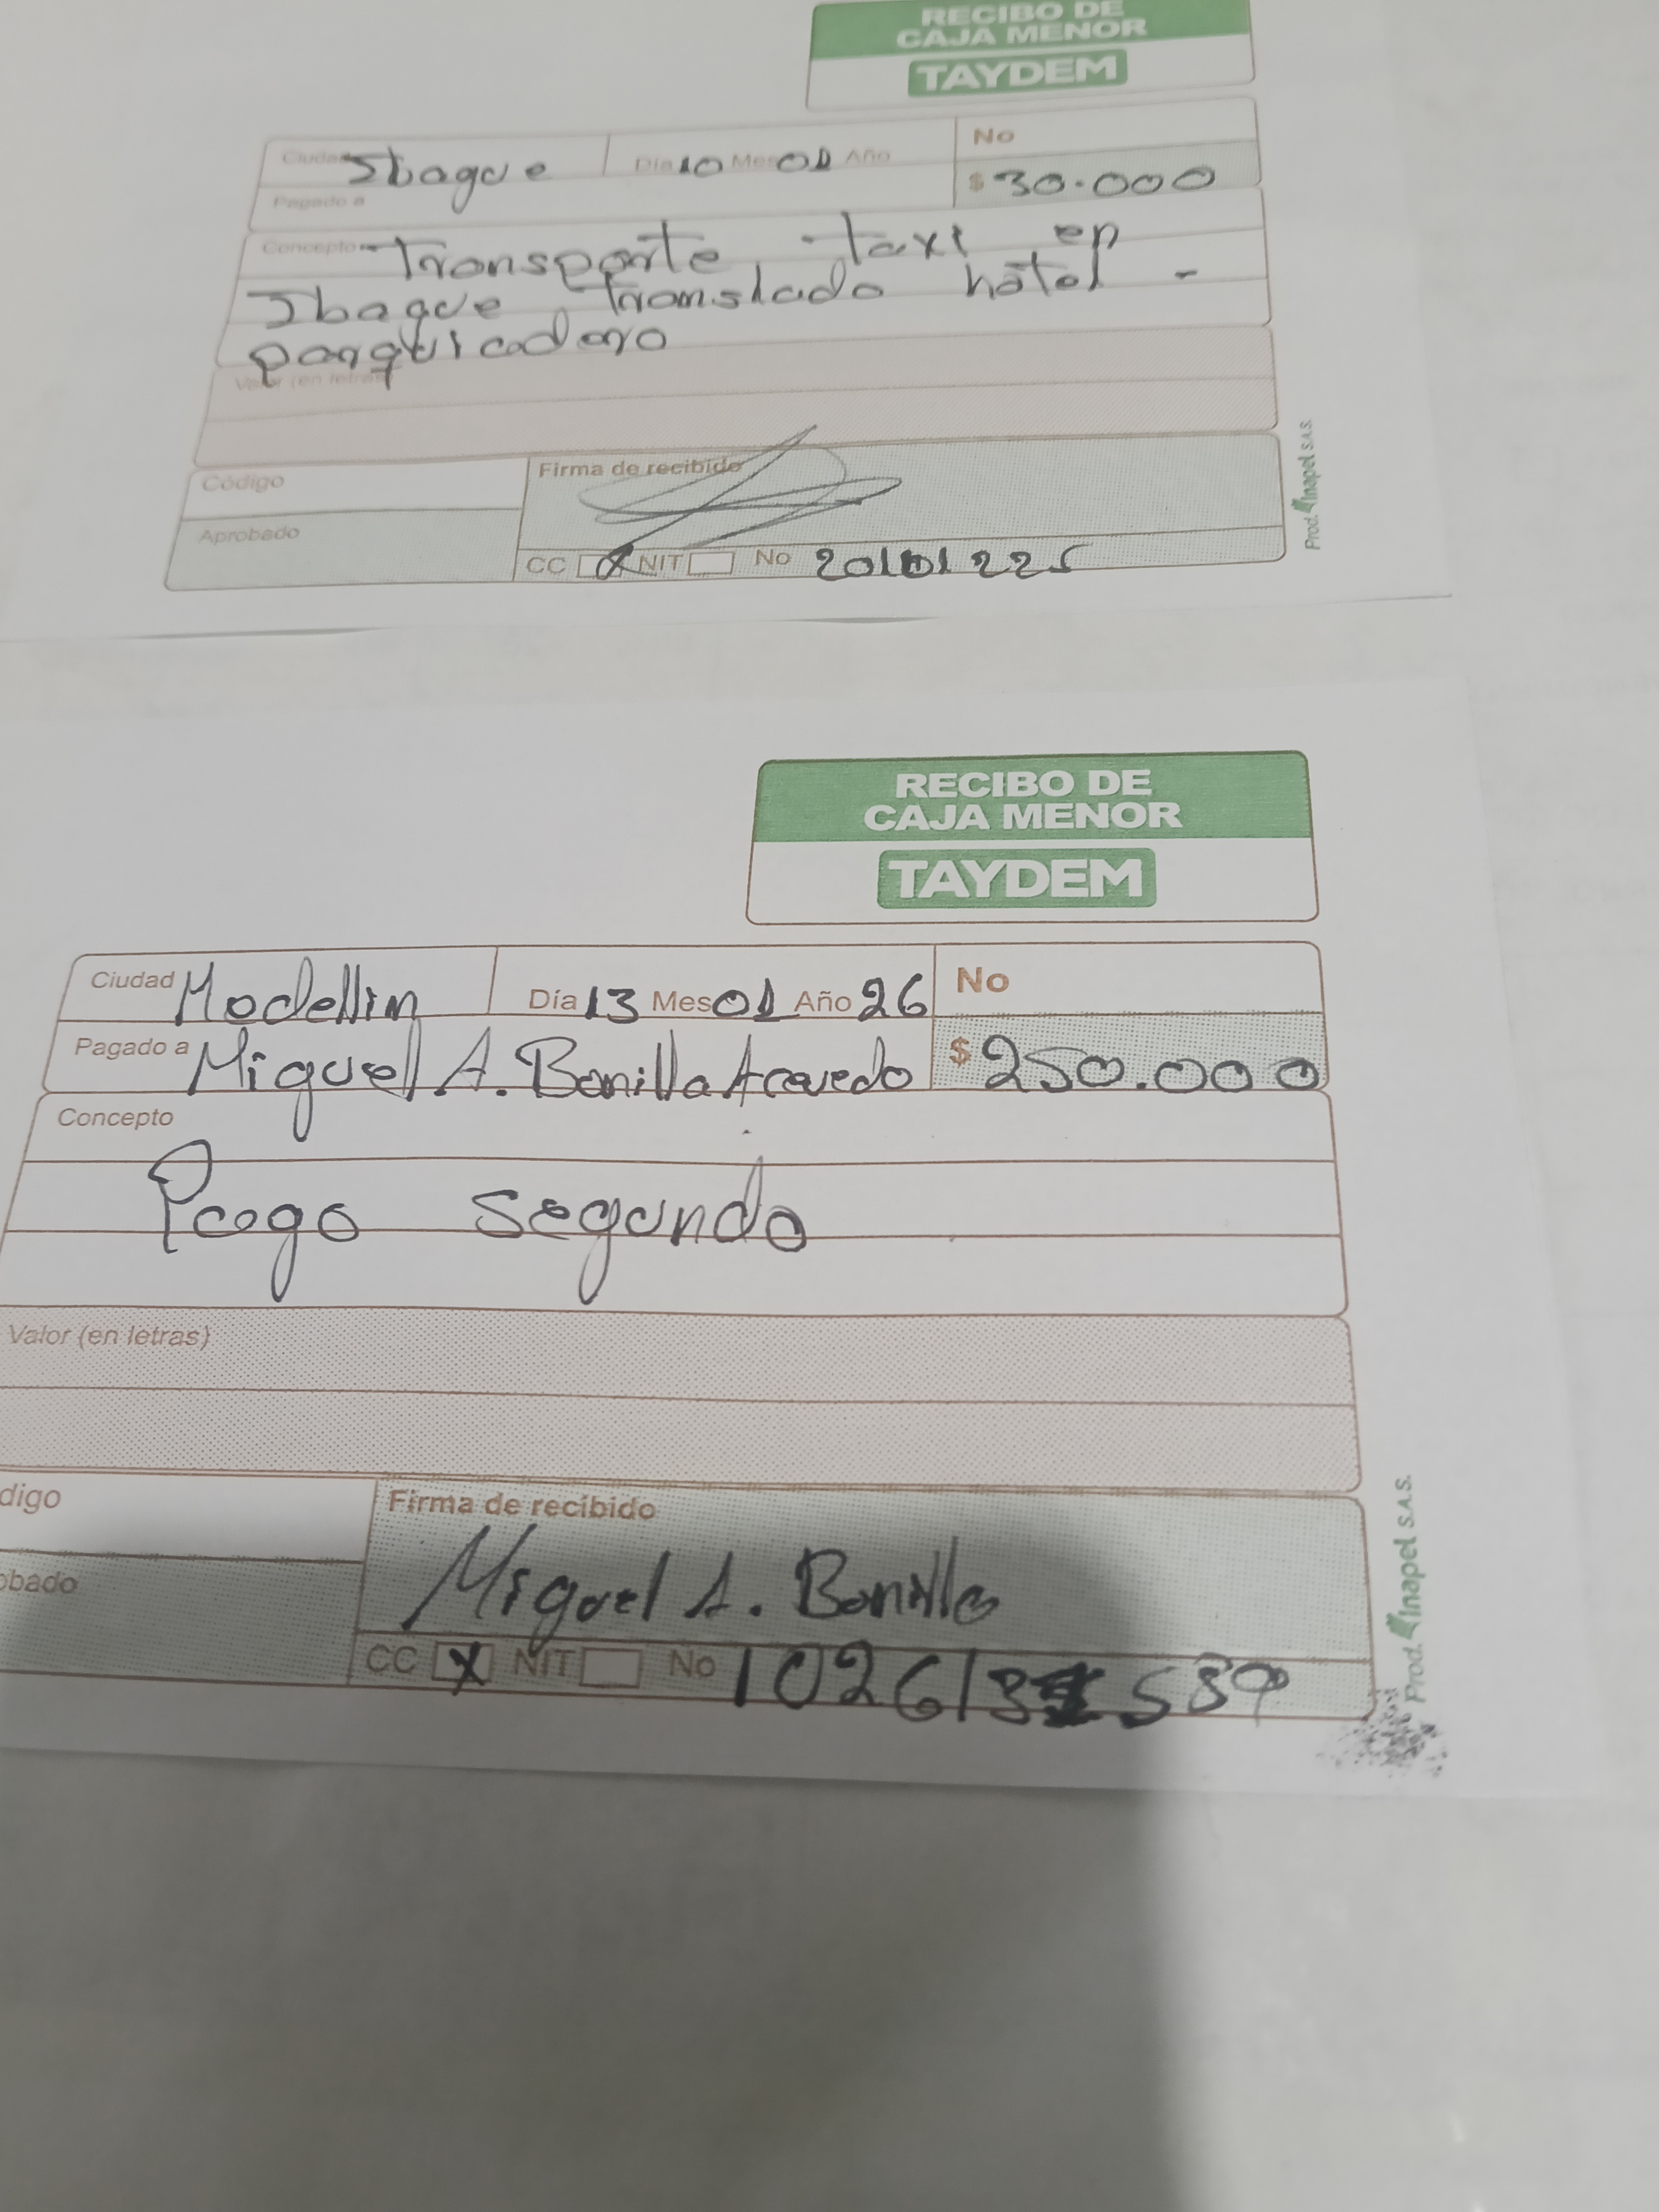 RECIBO DE
CAJA MENOR
TAYDEM
Ciudad Ibague Día 10 Mes 01 Año No
Pagado a $ 30.000
Concepto Transporte taxi en
Ibague translado hotel -
parquicadero
Valor (en letras)
Código Firma de recibido
Aprobado
CC X NIT No
Prod. Inapel S.A.S.
RECIBO DE
CAJA MENOR
TAYDEM
Ciudad Medellin Día 13 Mes 01 Año 26 No
Pagado a Miguel A. Bonilla Acevedo $ 250.000
Concepto
Pago segundo
Valor (en letras)
digo Firma de recibido
obado Miguel A. Bonilla
CC X NIT No
Prod. Inapel S.A.S.